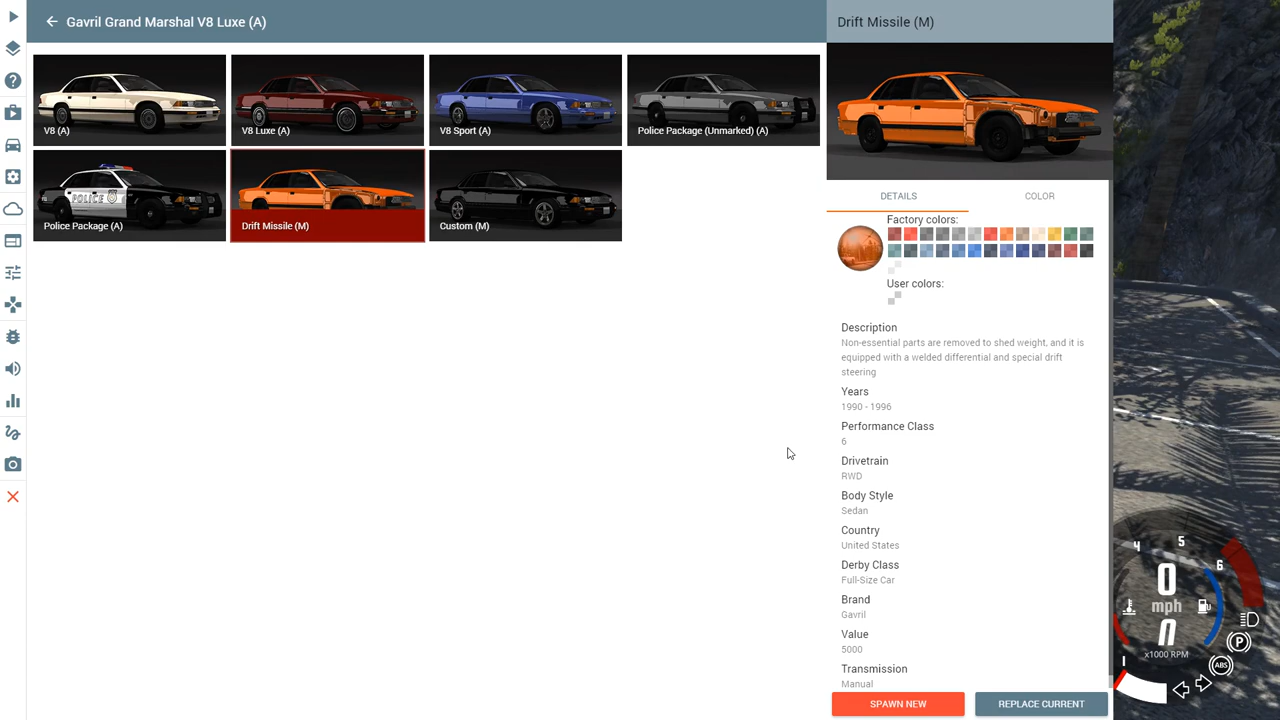 Gavril Grand Marshal V8 Luxe (A)
V8 (A)
V8 Luxe (A)
V8 Sport (A)
Police Package (Unmarked) (A)
POLICE
Police Package (A)
Drift Missile (M)
Custom (M)
Drift Missile (M)
DETAILS
COLOR
Factory colors:
User colors:
Description
Non-essential parts are removed to shed weight, and it is
equipped with a welded differential and special drift
steering
Years
1990 - 1996
Performance Class
6
Drivetrain
RWD
Body Style
Sedan
Country
United States
Derby Class
Full-Size Car
Brand
Gavril
Value
5000
Transmission
Manual
SPAWN NEW
REPLACE CURRENT
1
4
5
6
0
mph
n
x1000 RPM
P
ABS